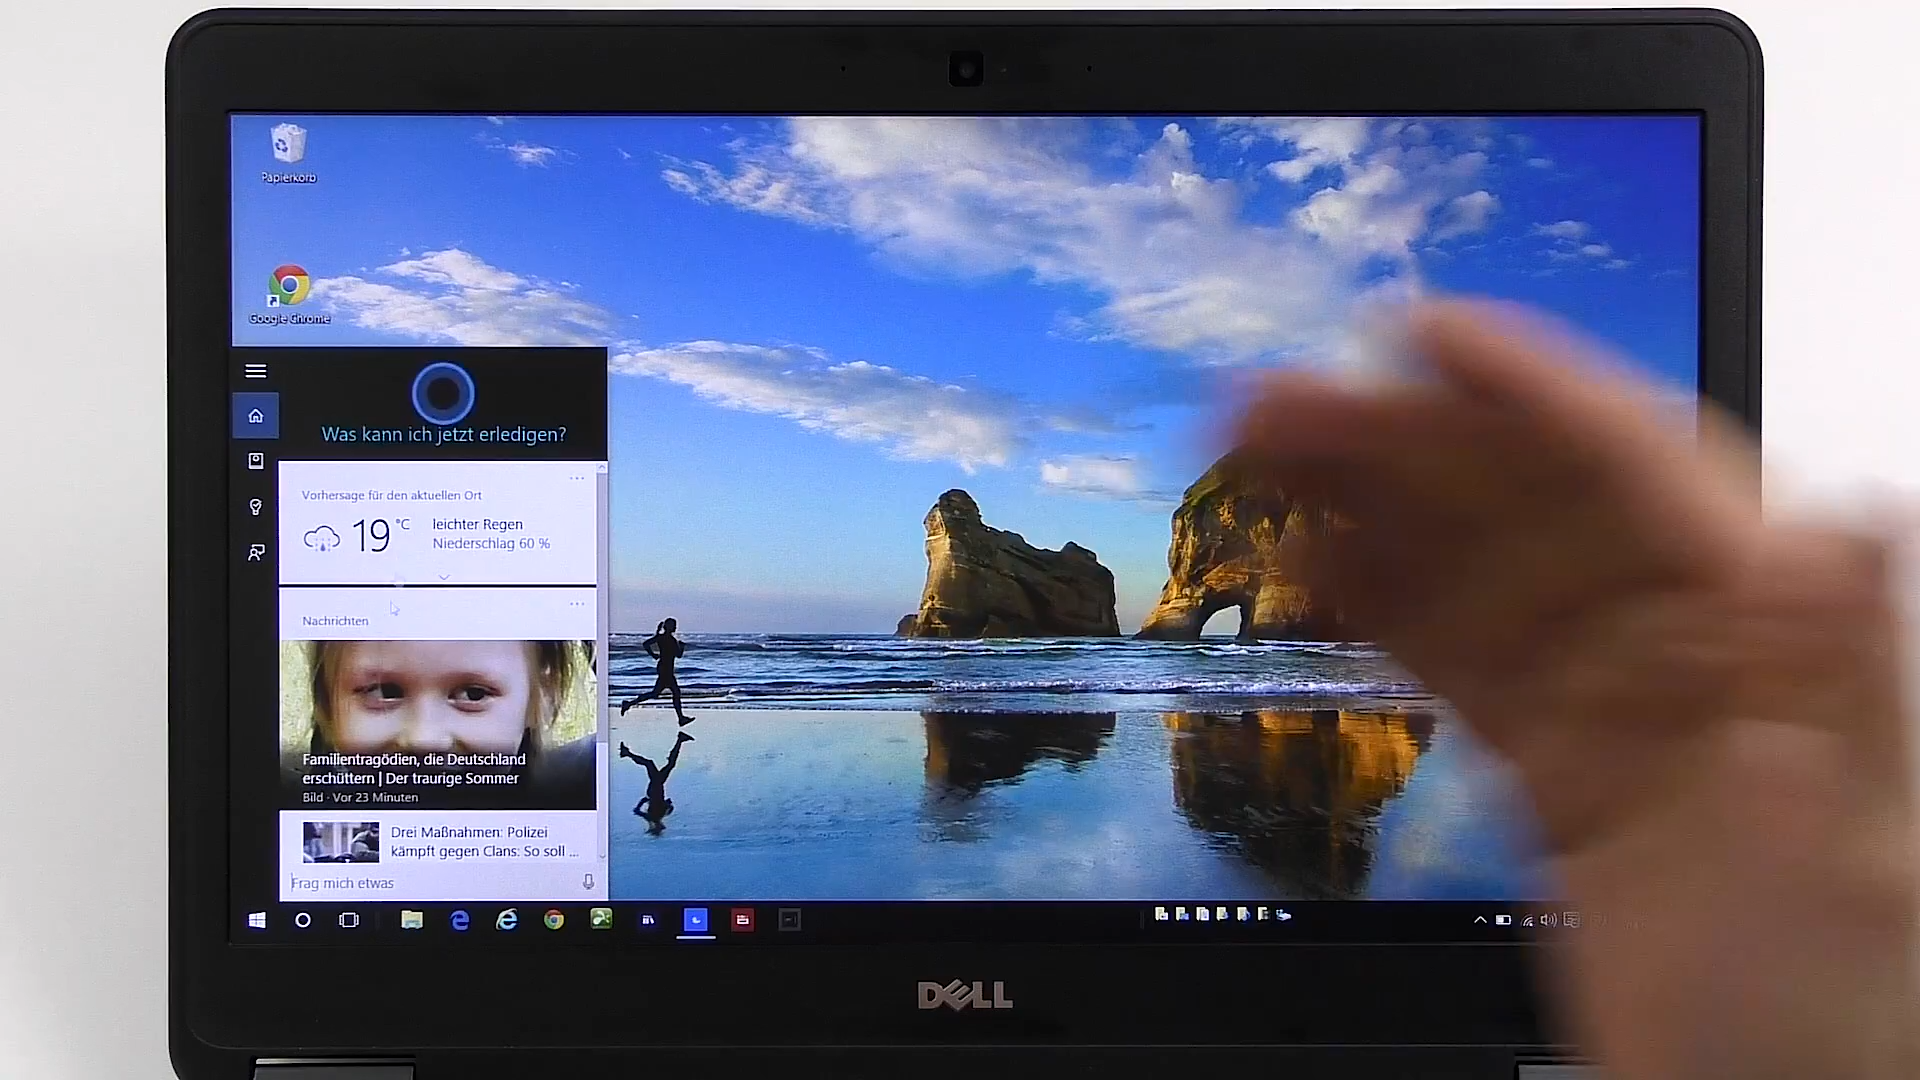 Papierkorb
Google Chrome
Was kann ich jetzt erledigen?
Vorhersage für den aktuellen Ort
19 °C
leichter Regen
Niederschlag 60 %
Nachrichten
Familientragödien, die Deutschland
erschüttern | Der traurige Sommer
Bild · Vor 23 Minuten
Drei Maßnahmen: Polizei
kämpft gegen Clans: So soll ...
Frag mich etwas
DELL